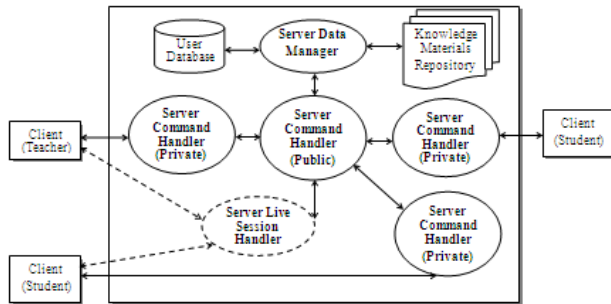 User
Database
Server Data
Manager
Knowledge
Materials
Repository
Client
(Teacher)
Server
Command
Handler
(Private)
Server
Command
Handler
(Public)
Server
Command
Handler
(Private)
Client
(Student)
Server Live
Session
Handler
Server
Command
Handler
(Private)
Client
(Student)